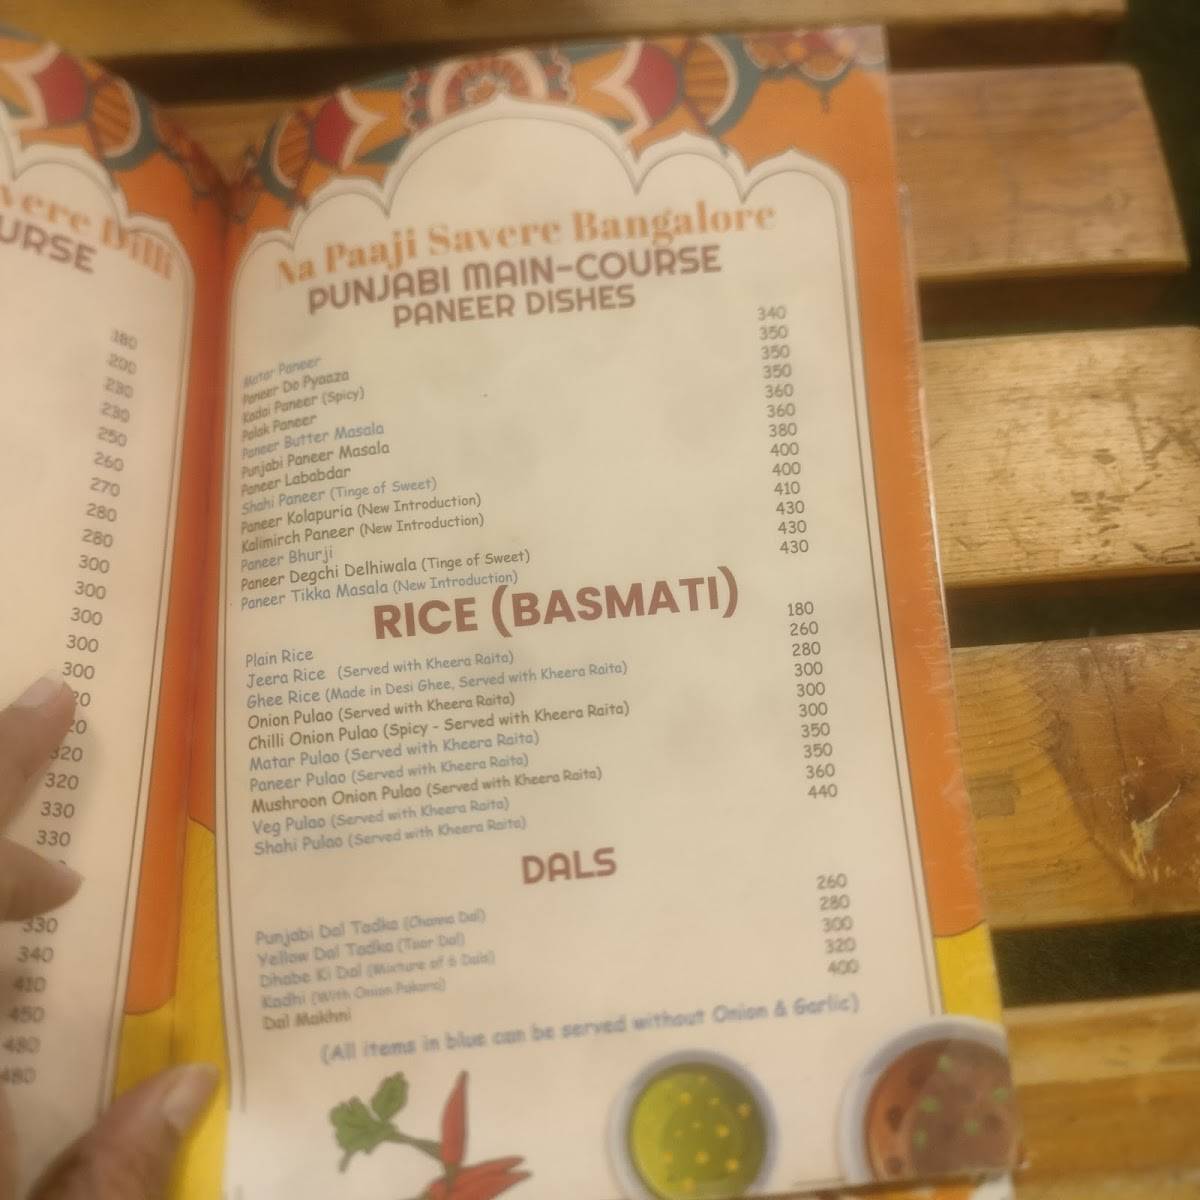 vere Dilli
URSE
180
200
230
230
250
260
270
280
280
300
300
300
300
300
20
20
320
320
330
330
330
340
410
450
480
480
Na Paaji Savere Bangalore
PUNJABI MAIN-COURSE
PANEER DISHES
Matar Paneer 340
Paneer Do Pyaaza 350
Kadai Paneer (Spicy) 350
Palak Paneer 350
Paneer Butter Masala 360
Punjabi Paneer Masala 360
Paneer Lababdar 380
Shahi Paneer (Tinge of Sweet) 400
Paneer Kolapuria (New Introduction) 400
Kalimirch Paneer (New Introduction) 410
Paneer Bhurji 430
Paneer Degchi Delhiwala (Tinge of Sweet) 430
Paneer Tikka Masala (New Introduction) 430
RICE (BASMATI)
Plain Rice 180
Jeera Rice (Served with Kheera Raita) 260
Ghee Rice (Made in Desi Ghee, Served with Kheera Raita) 280
Onion Pulao (Served with Kheera Raita) 300
Chilli Onion Pulao (Spicy - Served with Kheera Raita) 300
Matar Pulao (Served with Kheera Raita) 300
Paneer Pulao (Served with Kheera Raita) 350
Mushroon Onion Pulao (Served with Kheera Raita) 350
Veg Pulao (Served with Kheera Raita) 360
Shahi Pulao (Served with Kheera Raita) 440
DALS
Punjabi Dal Tadka (Channa Dal) 260
Yellow Dal Tadka (Toor Dal) 280
Dhabe Ki Dal (Mixture of 5 Dals) 300
Kadhi (With Onion Pakora) 320
Dal Makhni 400
(All items in blue can be served without Onion & Garlic)